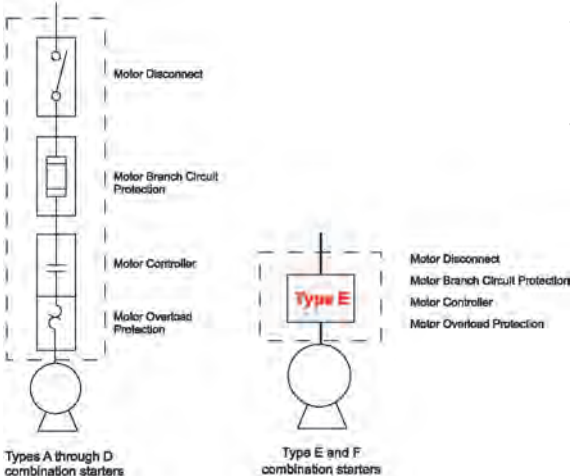 Motor Disconnect
Motor Branch Circuit
Protection
Motor Controller
Motor Overload
Protection
Types A through D
combination starters
Type E
Motor Disconnect
Motor Branch Circuit Protection
Motor Controller
Motor Overload Protection
Type E and F
combination starters